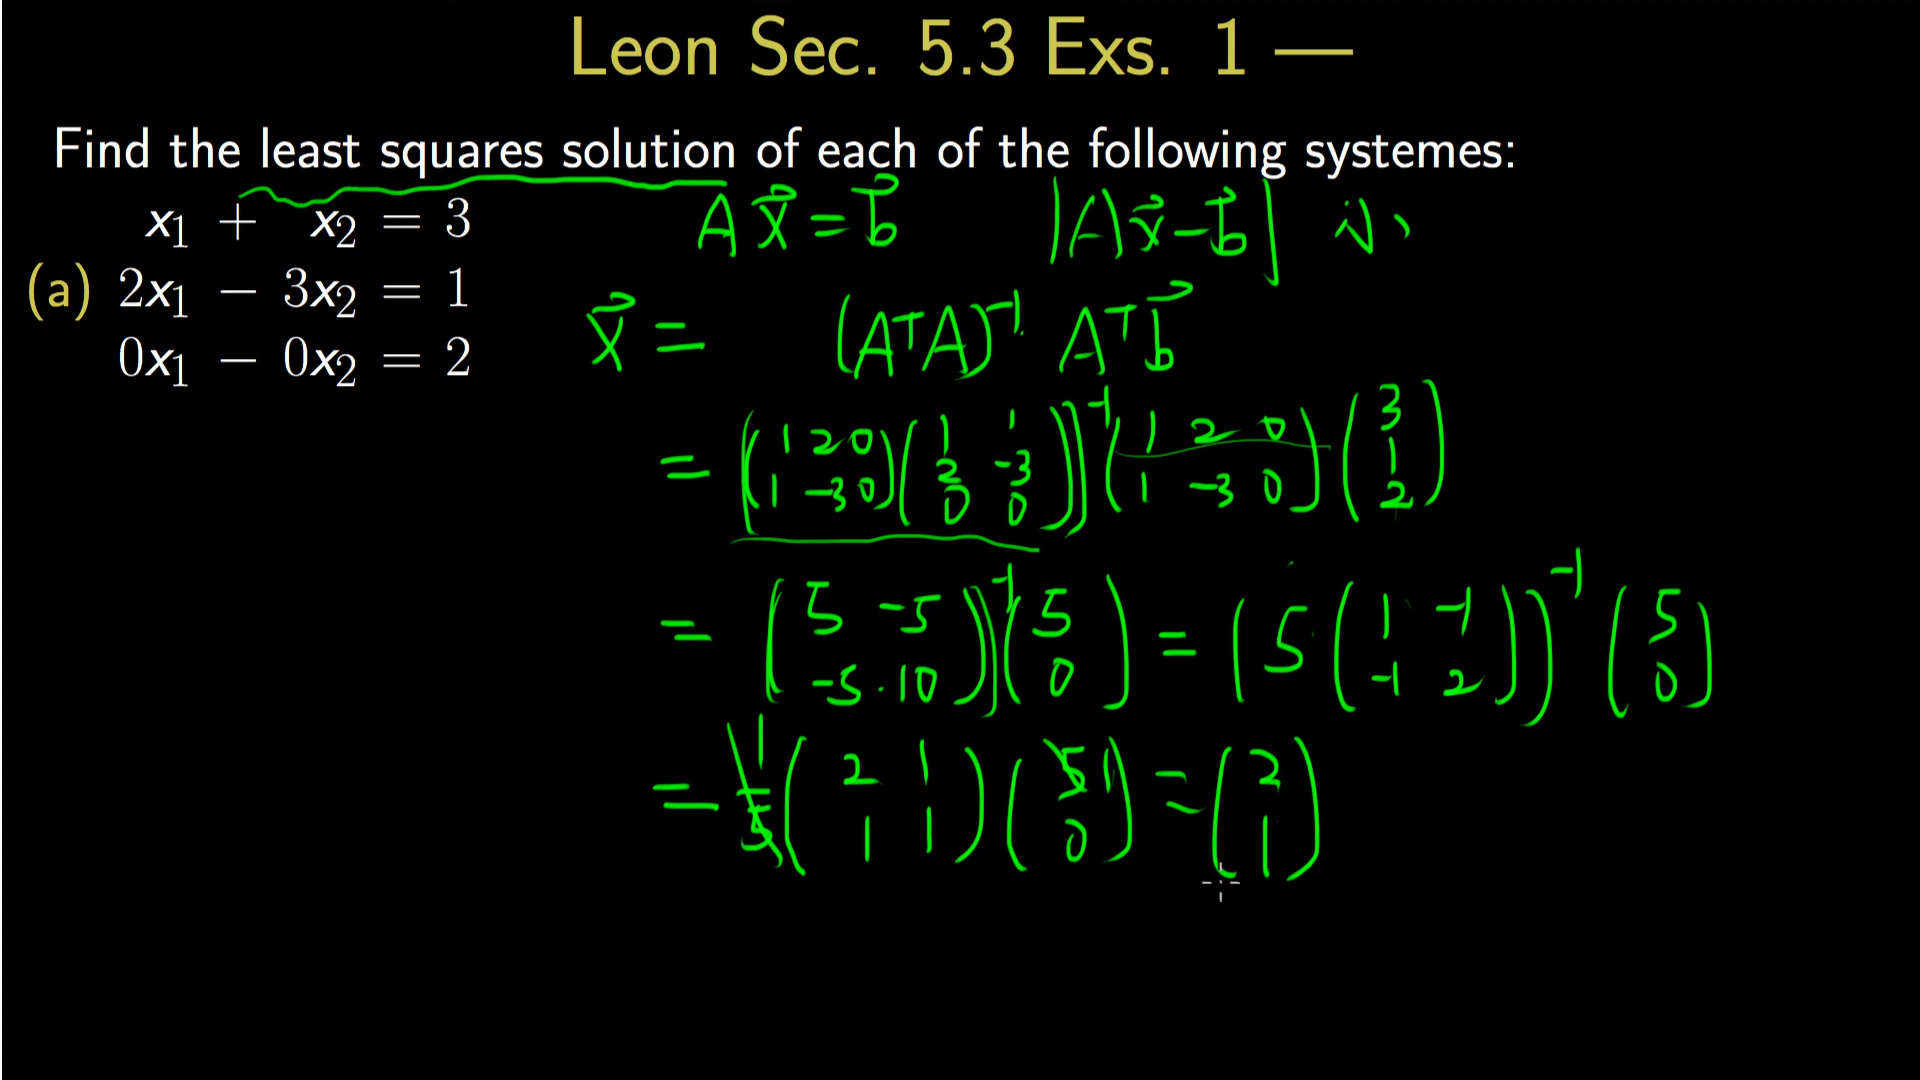 Leon Sec. 5.3 Exs. 1 —
Find the least squares solution of each of the following systemes:
x₁ + x₂ = 3
(a) 2x₁ − 3x₂ = 1
0x₁ − 0x₂ = 2
A x⃗ = b⃗ |A x⃗ − b⃗|
x⃗ = (AᵀA)⁻¹ Aᵀ b⃗
= ((1 2 0; 1 −3 0)(1 1; 2 −3; 0 0))⁻¹ (1 2 0; 1 −3 0)(3; 1; 2)
= (5 −5; −5 10)⁻¹ (5; 0) = (5 (1 −1; −1 2))⁻¹ (5; 0)
= 1/5 (2 1; 1 1)(5 1; 0) = (2; 1)